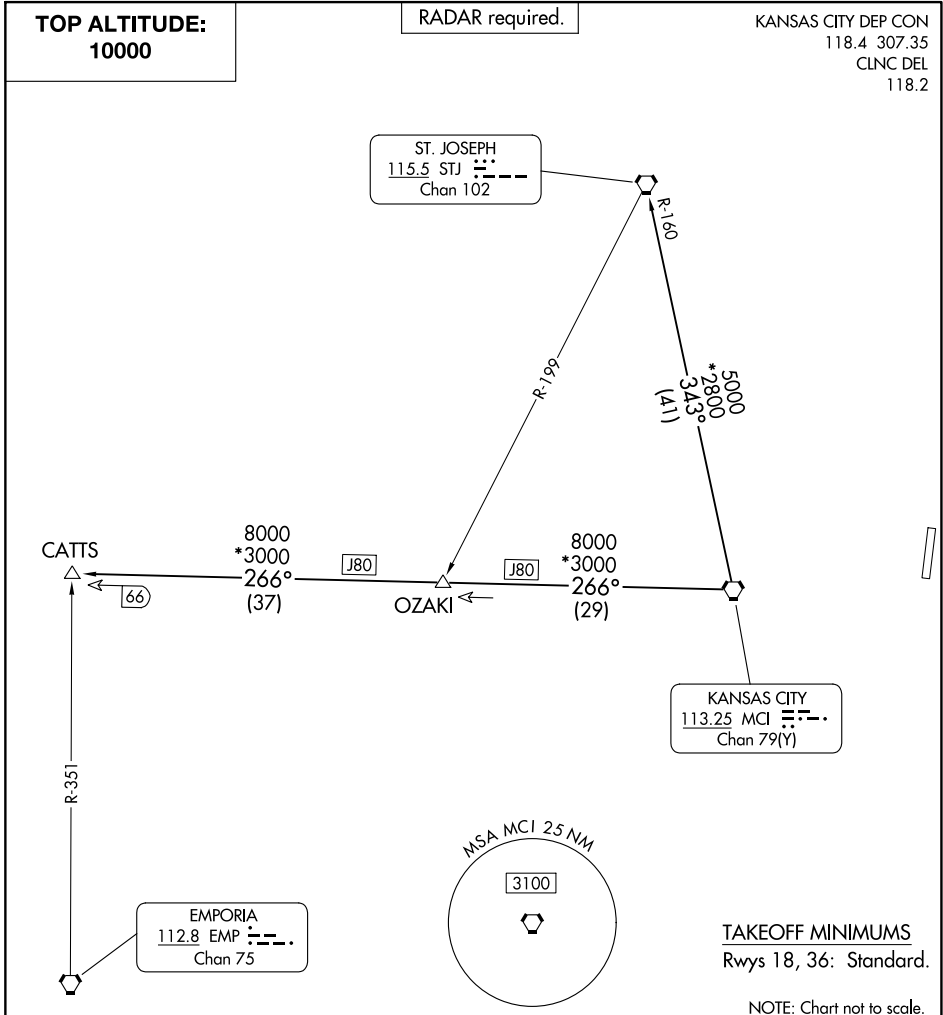 TOP ALTITUDE:
10000
RADAR required.
KANSAS CITY DEP CON
118.4 307.35
CLNC DEL
118.2
ST. JOSEPH
115.5 STJ
Chan 102
R-160
R-199
5000
*2800
343°
(41)
CATTS
8000
*3000
266°
(37)
J80
66
OZAKI
J80
8000
*3000
266°
(29)
KANSAS CITY
113.25 MCI
Chan 79(Y)
R-351
MSA MCI 25 NM
3100
EMPORIA
112.8 EMP
Chan 75
TAKEOFF MINIMUMS
Rwys 18, 36: Standard.
NOTE: Chart not to scale.